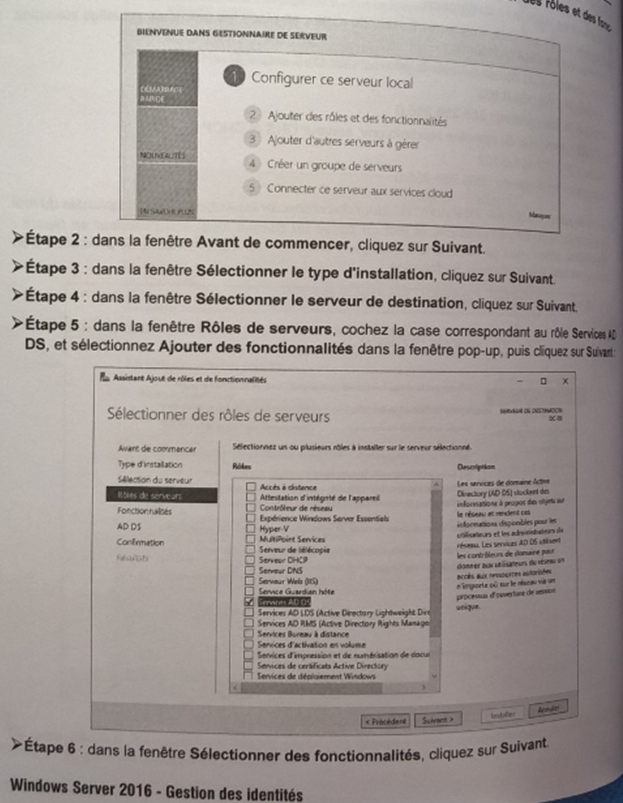 des rôles et des fonc
BIENVENUE DANS GESTIONNAIRE DE SERVEUR
DÉMARRAGE
RAPIDE
NOUVEAUTÉS
EN SAVOIR PLUS
1 Configurer ce serveur local
2 Ajouter des rôles et des fonctionnalités
3 Ajouter d'autres serveurs à gérer
4 Créer un groupe de serveurs
5 Connecter ce serveur aux services cloud
Masquer
➢Étape 2 : dans la fenêtre Avant de commencer, cliquez sur Suivant.
➢Étape 3 : dans la fenêtre Sélectionner le type d'installation, cliquez sur Suivant.
➢Étape 4 : dans la fenêtre Sélectionner le serveur de destination, cliquez sur Suivant.
➢Étape 5 : dans la fenêtre Rôles de serveurs, cochez la case correspondant au rôle Services AD
DS, et sélectionnez Ajouter des fonctionnalités dans la fenêtre pop-up, puis cliquez sur Suivant.
Assistant Ajout de rôles et de fonctionnalités
Sélectionner des rôles de serveurs
SERVEUR DE DESTINATION
Avant de commencer
Type d'installation
Sélection du serveur
Rôles de serveurs
Fonctionnalités
AD DS
Confirmation
Résultats
Sélectionnez un ou plusieurs rôles à installer sur le serveur sélectionné.
Rôles
Accès à distance
Attestation d'intégrité de l'appareil
Contrôleur de réseau
Expérience Windows Server Essentials
Hyper-V
MultiPoint Services
Serveur de télécopie
Serveur DHCP
Serveur DNS
Serveur Web (IIS)
Service Guardian hôte
Services AD DS
Services AD LDS (Active Directory Lightweight Dire
Services AD RMS (Active Directory Rights Manage
Services Bureau à distance
Services d'activation en volume
Services d'impression et de numérisation de docu
Services de certificats Active Directory
Services de déploiement Windows
Description
Les services de domaine Active
Directory (AD DS) stockent des
informations à propos des objets sur
le réseau et rendent ces
informations disponibles pour les
utilisateurs et les administrateurs du
réseau. Les services AD DS utilisent
les contrôleurs de domaine pour
donner aux utilisateurs du réseau un
accès aux ressources autorisées
n'importe où sur le réseau via un
processus d'ouverture de session
unique.
< Précédent
Suivant >
Installer
Annuler
➢Étape 6 : dans la fenêtre Sélectionner des fonctionnalités, cliquez sur Suivant.
Windows Server 2016 - Gestion des identités